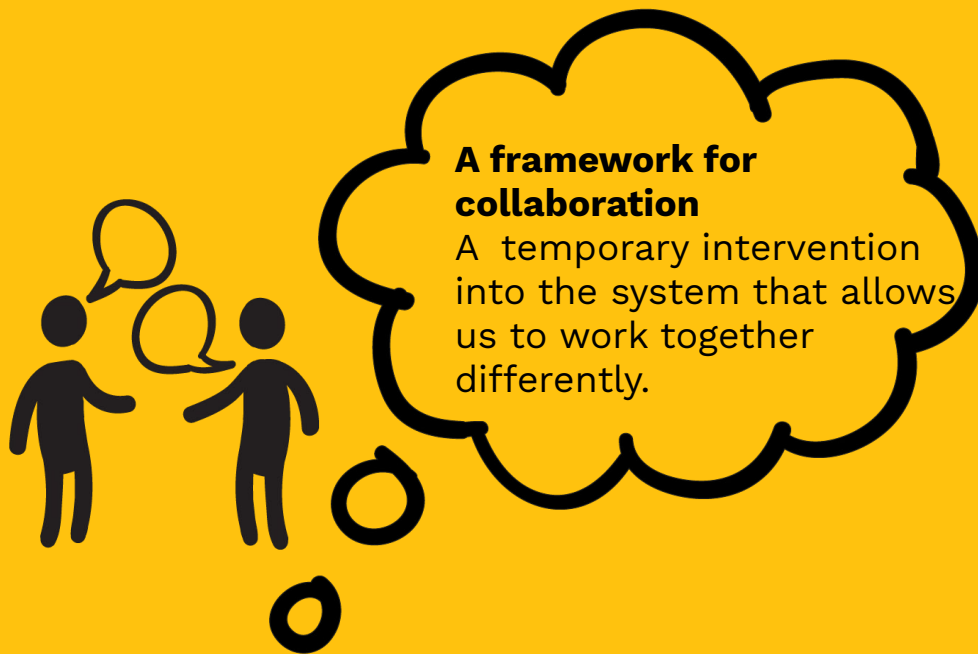 A framework for
collaboration
A  temporary intervention
into the system that allows
us to work together
differently.